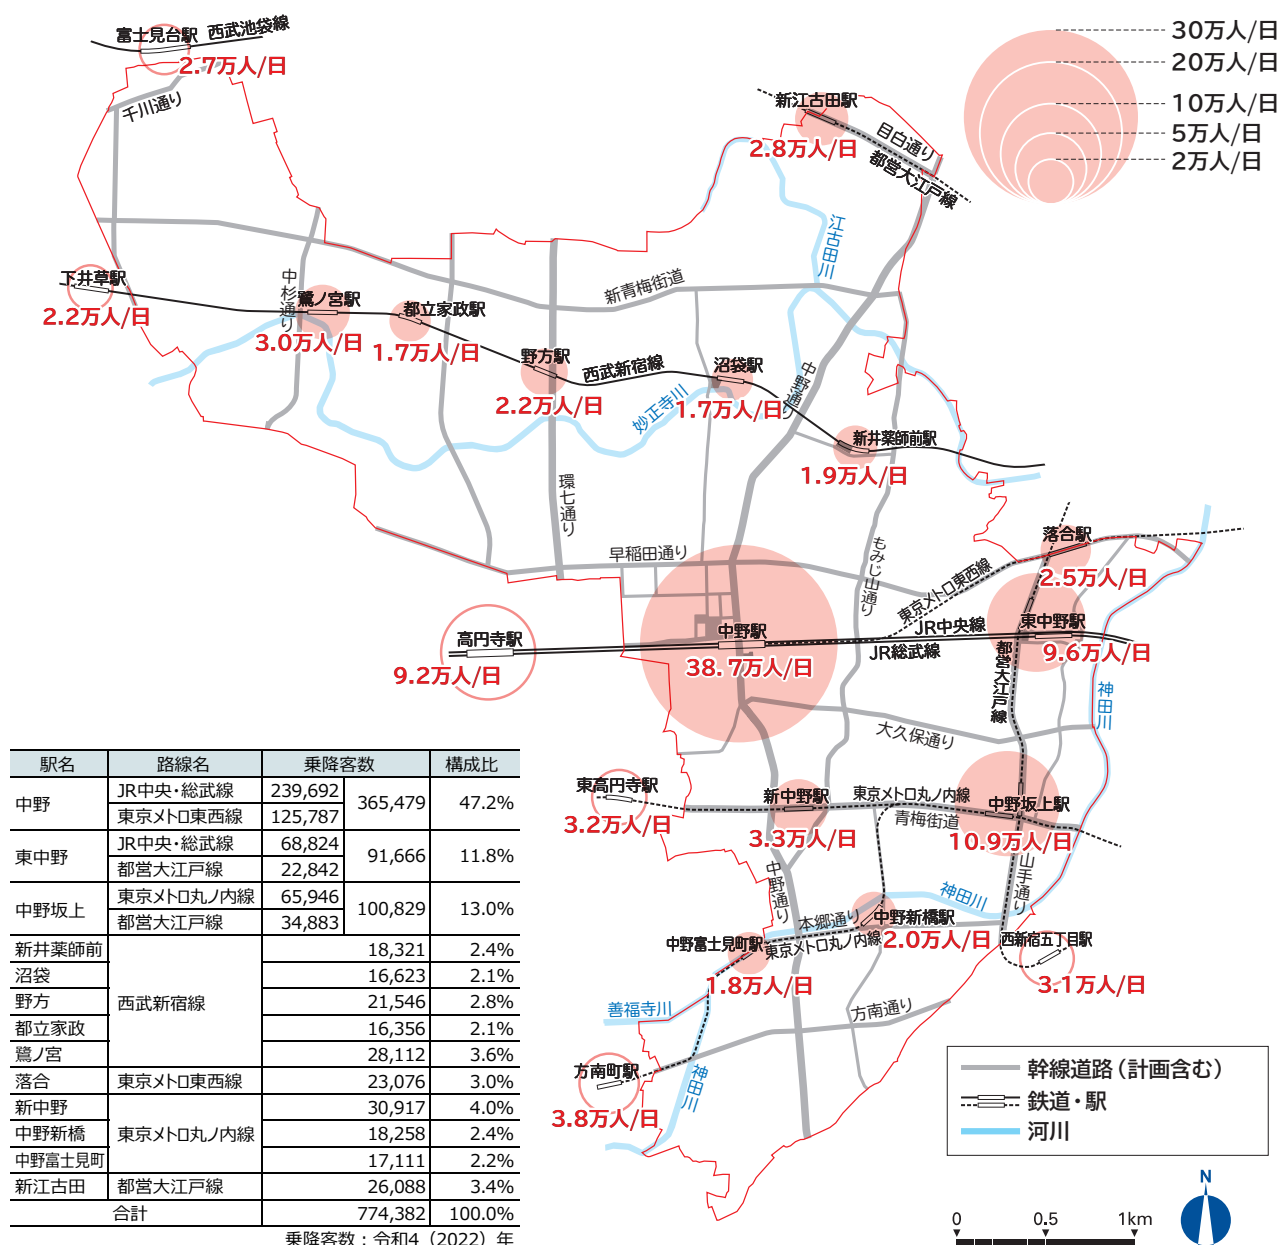 富士見台駅 西武池袋線
2.7万人/日
千川通り
30万人/日
20万人/日
10万人/日
5万人/日
2万人/日
新江古田駅
2.8万人/日
目白通り
都営大江戸線
江古田川
下井草駅
2.2万人/日
中杉通り
鷺ノ宮駅
3.0万人/日
都立家政駅
1.7万人/日
新青梅街道
野方駅
2.2万人/日
西武新宿線
沼袋駅
1.7万人/日
妙正寺川
中野通り
新井薬師前駅
1.9万人/日
環七通り
早稲田通り
もみじ山通り
落合駅
2.5万人/日
東京メトロ東西線
高円寺駅
9.2万人/日
中野駅
38.7万人/日
JR中央線
JR総武線
東中野駅
9.6万人/日
都営大江戸線
神田川
大久保通り
東高円寺駅
3.2万人/日
新中野駅
3.3万人/日
東京メトロ丸ノ内線
青梅街道
中野坂上駅
10.9万人/日
中野通り
山手通り
神田川
本郷通り
中野新橋駅
2.0万人/日
中野富士見町駅
東京メトロ丸ノ内線
1.8万人/日
西新宿五丁目駅
3.1万人/日
善福寺川
方南通り
方南町駅
3.8万人/日
神田川
駅名 路線名 乗降客数 構成比
中野 JR中央・総武線 239,692 365,479 47.2%
東京メトロ東西線 125,787
東中野 JR中央・総武線 68,824 91,666 11.8%
都営大江戸線 22,842
中野坂上 東京メトロ丸ノ内線 65,946 100,829 13.0%
都営大江戸線 34,883
新井薬師前 西武新宿線 18,321 2.4%
沼袋 16,623 2.1%
野方 21,546 2.8%
都立家政 16,356 2.1%
鷺ノ宮 28,112 3.6%
落合 東京メトロ東西線 23,076 3.0%
新中野 東京メトロ丸ノ内線 30,917 4.0%
中野新橋 18,258 2.4%
中野富士見町 17,111 2.2%
新江古田 都営大江戸線 26,088 3.4%
合計 774,382 100.0%
乗降客数：令和4（2022）年
幹線道路（計画含む）
鉄道・駅
河川
N
0 0.5 1km